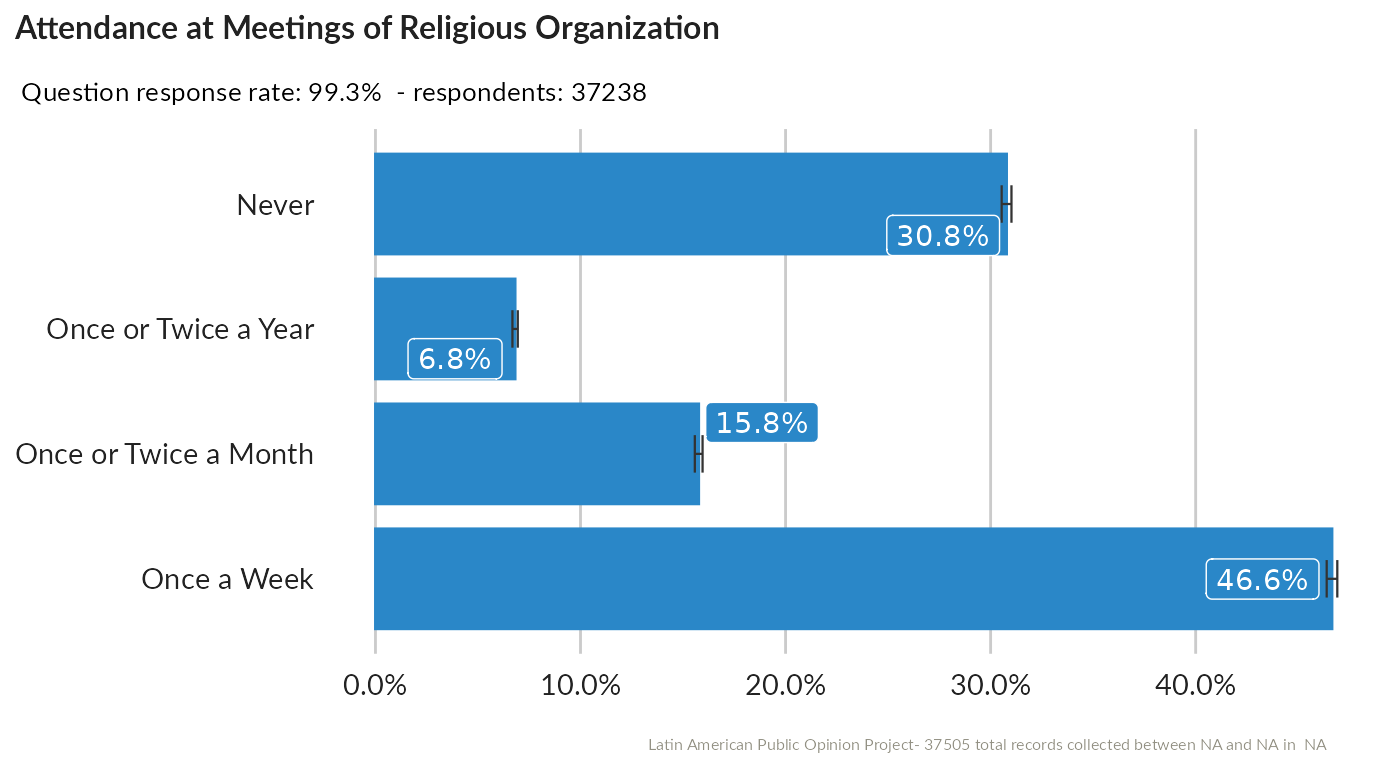 Attendance at Meetings of Religious Organization
Question response rate: 99.3% - respondents: 37238
Never
30.8%
Once or Twice a Year
6.8%
Once or Twice a Month
15.8%
Once a Week
46.6%
0.0% 10.0% 20.0% 30.0% 40.0%
Latin American Public Opinion Project- 37505 total records collected between NA and NA in NA